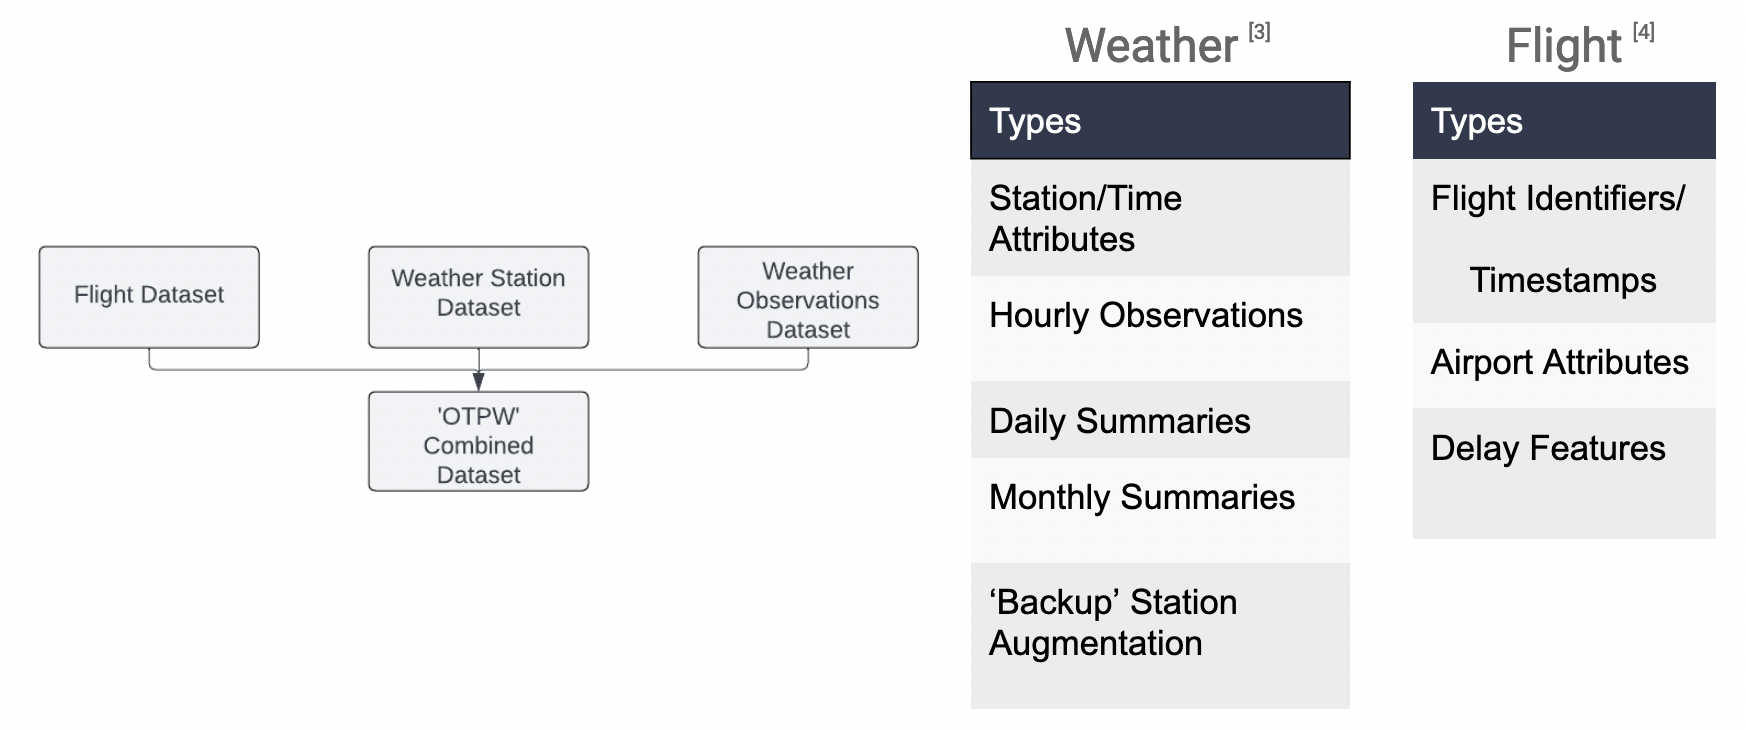 Flight Dataset
Weather Station
Dataset
Weather
Observations
Dataset
'OTPW'
Combined
Dataset
Weather [3]
Types
Station/Time
Attributes
Hourly Observations
Daily Summaries
Monthly Summaries
‘Backup’ Station
Augmentation
Flight [4]
Types
Flight Identifiers/
Timestamps
Airport Attributes
Delay Features